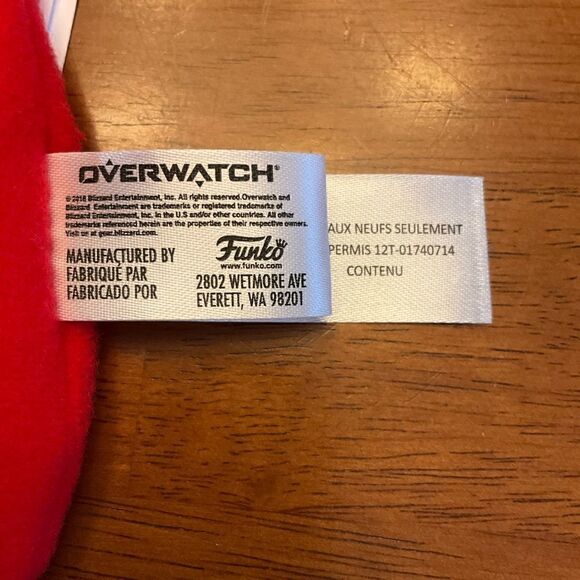 OVERWATCH®
© 2018 Blizzard Entertainment, Inc. All rights reserved. Overwatch and
Blizzard Entertainment are trademarks or registered trademarks of
Blizzard Entertainment, Inc. in the U.S and/or other countries. All other
trademarks referenced herein are the properties of their respective owners.
Visit us at gear.blizzard.com.
MANUFACTURED BY
FABRIQUÉ PAR
FABRICADO POR
Funko
www.funko.com
2802 WETMORE AVE
EVERETT, WA 98201
AUX NEUFS SEULEMENT
PERMIS 12T-01740714
CONTENU